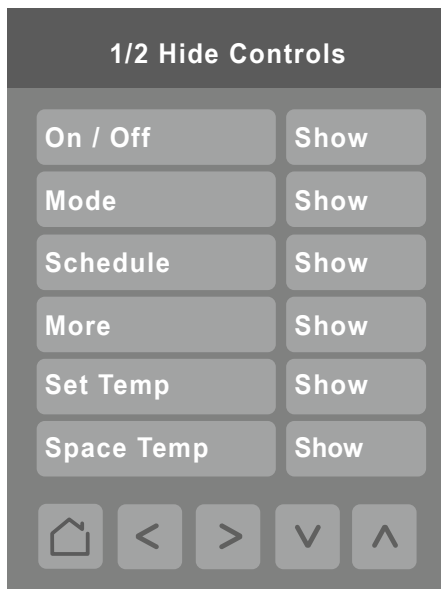 1/2 Hide Controls
On / Off Show
Mode Show
Schedule Show
More Show
Set Temp Show
Space Temp Show